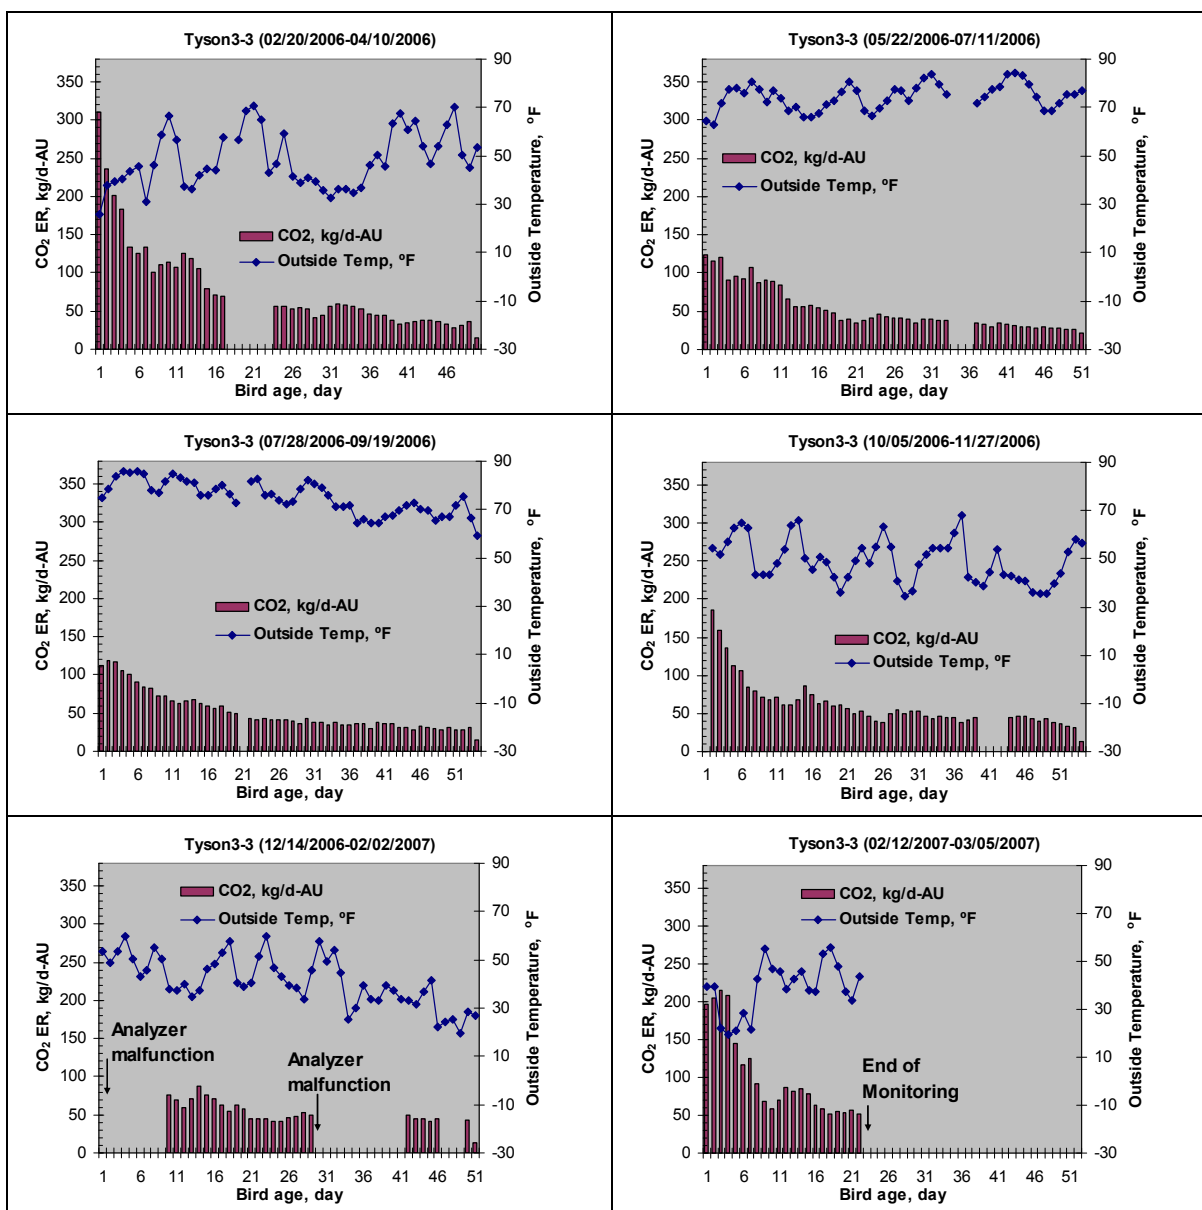 Tyson3-3 (02/20/2006-04/10/2006)
350
300
250
200
150
100
50
0
CO2 ER, kg/d-AU
90
70
50
30
10
-10
-30
Outside Temperature, °F
CO2, kg/d-AU
Outside Temp, °F
1 6 11 16 21 26 31 36 41 46
Bird age, day
Tyson3-3 (05/22/2006-07/11/2006)
350
300
250
200
150
100
50
0
CO2 ER, kg/d-AU
90
70
50
30
10
-10
-30
Outside Temperature, °F
CO2, kg/d-AU
Outside Temp, °F
1 6 11 16 21 26 31 36 41 46 51
Bird age, day
Tyson3-3 (07/28/2006-09/19/2006)
350
300
250
200
150
100
50
0
CO2 ER, kg/d-AU
90
70
50
30
10
-10
-30
Outside Temperature, °F
CO2, kg/d-AU
Outside Temp, °F
1 6 11 16 21 26 31 36 41 46 51
Bird age, day
Tyson3-3 (10/05/2006-11/27/2006)
350
300
250
200
150
100
50
0
CO2 ER, kg/d-AU
90
70
50
30
10
-10
-30
Outside Temperature, °F
CO2, kg/d-AU
Outside Temp, °F
1 6 11 16 21 26 31 36 41 46 51
Bird age, day
Tyson3-3 (12/14/2006-02/02/2007)
350
300
250
200
150
100
50
0
CO2 ER, kg/d-AU
90
70
50
30
10
-10
-30
Outside Temperature, °F
CO2, kg/d-AU
Outside Temp, °F
Analyzer
malfunction
Analyzer
malfunction
1 6 11 16 21 26 31 36 41 46 51
Bird age, day
Tyson3-3 (02/12/2007-03/05/2007)
350
300
250
200
150
100
50
0
CO2 ER, kg/d-AU
90
70
50
30
10
-10
-30
Outside Temperature, °F
CO2, kg/d-AU
Outside Temp, °F
End of
Monitoring
1 6 11 16 21 26 31 36 41 46 51
Bird age, day